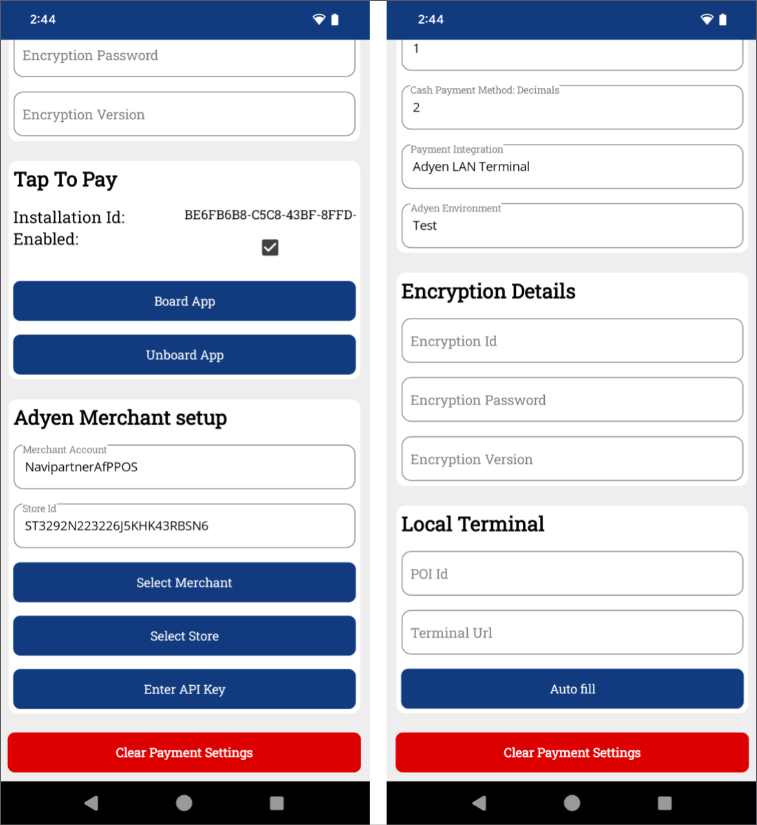 2:44
Encryption Password
Encryption Version
Tap To Pay
Installation Id: BE6FB6B8-C5C8-43BF-8FFD-
Enabled:
Board App
Unboard App
Adyen Merchant setup
Merchant Account
NavipartnerAfPPOS
Store Id
ST3292N223226J5KHK43RBSN6
Select Merchant
Select Store
Enter API Key
Clear Payment Settings
2:44
1
Cash Payment Method: Decimals
2
Payment Integration
Adyen LAN Terminal
Adyen Environment
Test
Encryption Details
Encryption Id
Encryption Password
Encryption Version
Local Terminal
POI Id
Terminal Url
Auto fill
Clear Payment Settings